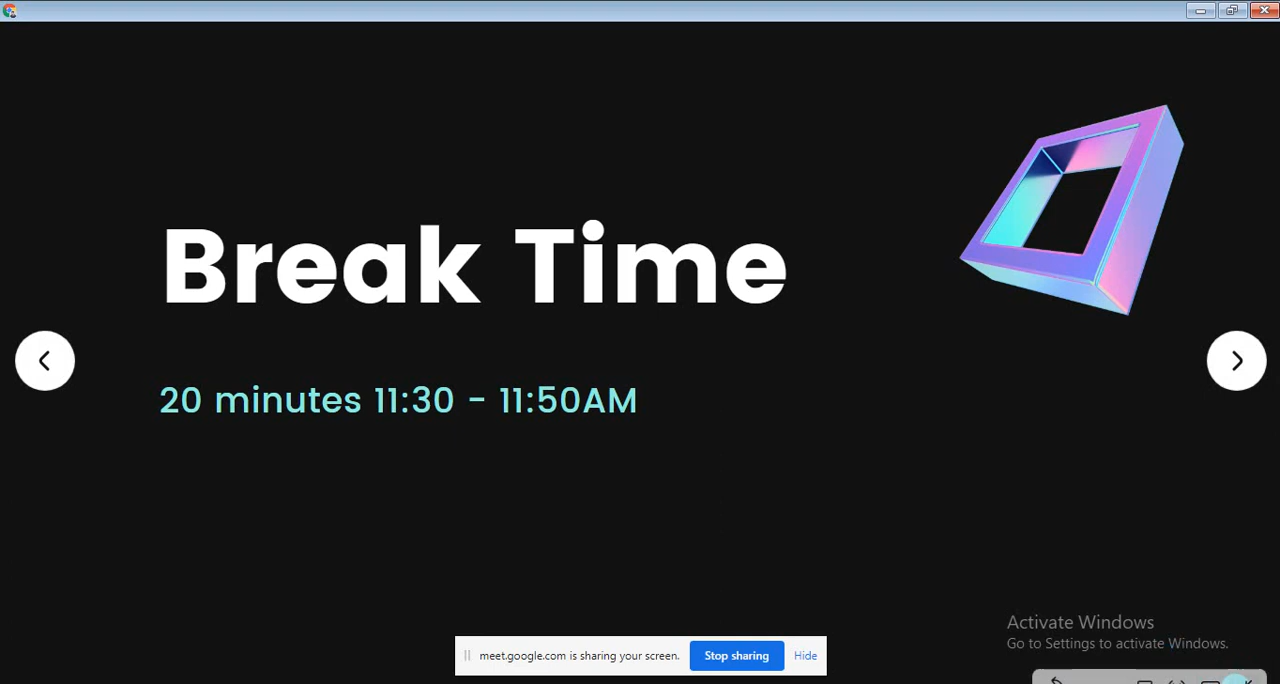 Break Time
20 minutes 11:30 - 11:50AM
Activate Windows
Go to Settings to activate Windows.
meet.google.com is sharing your screen.
Stop sharing
Hide